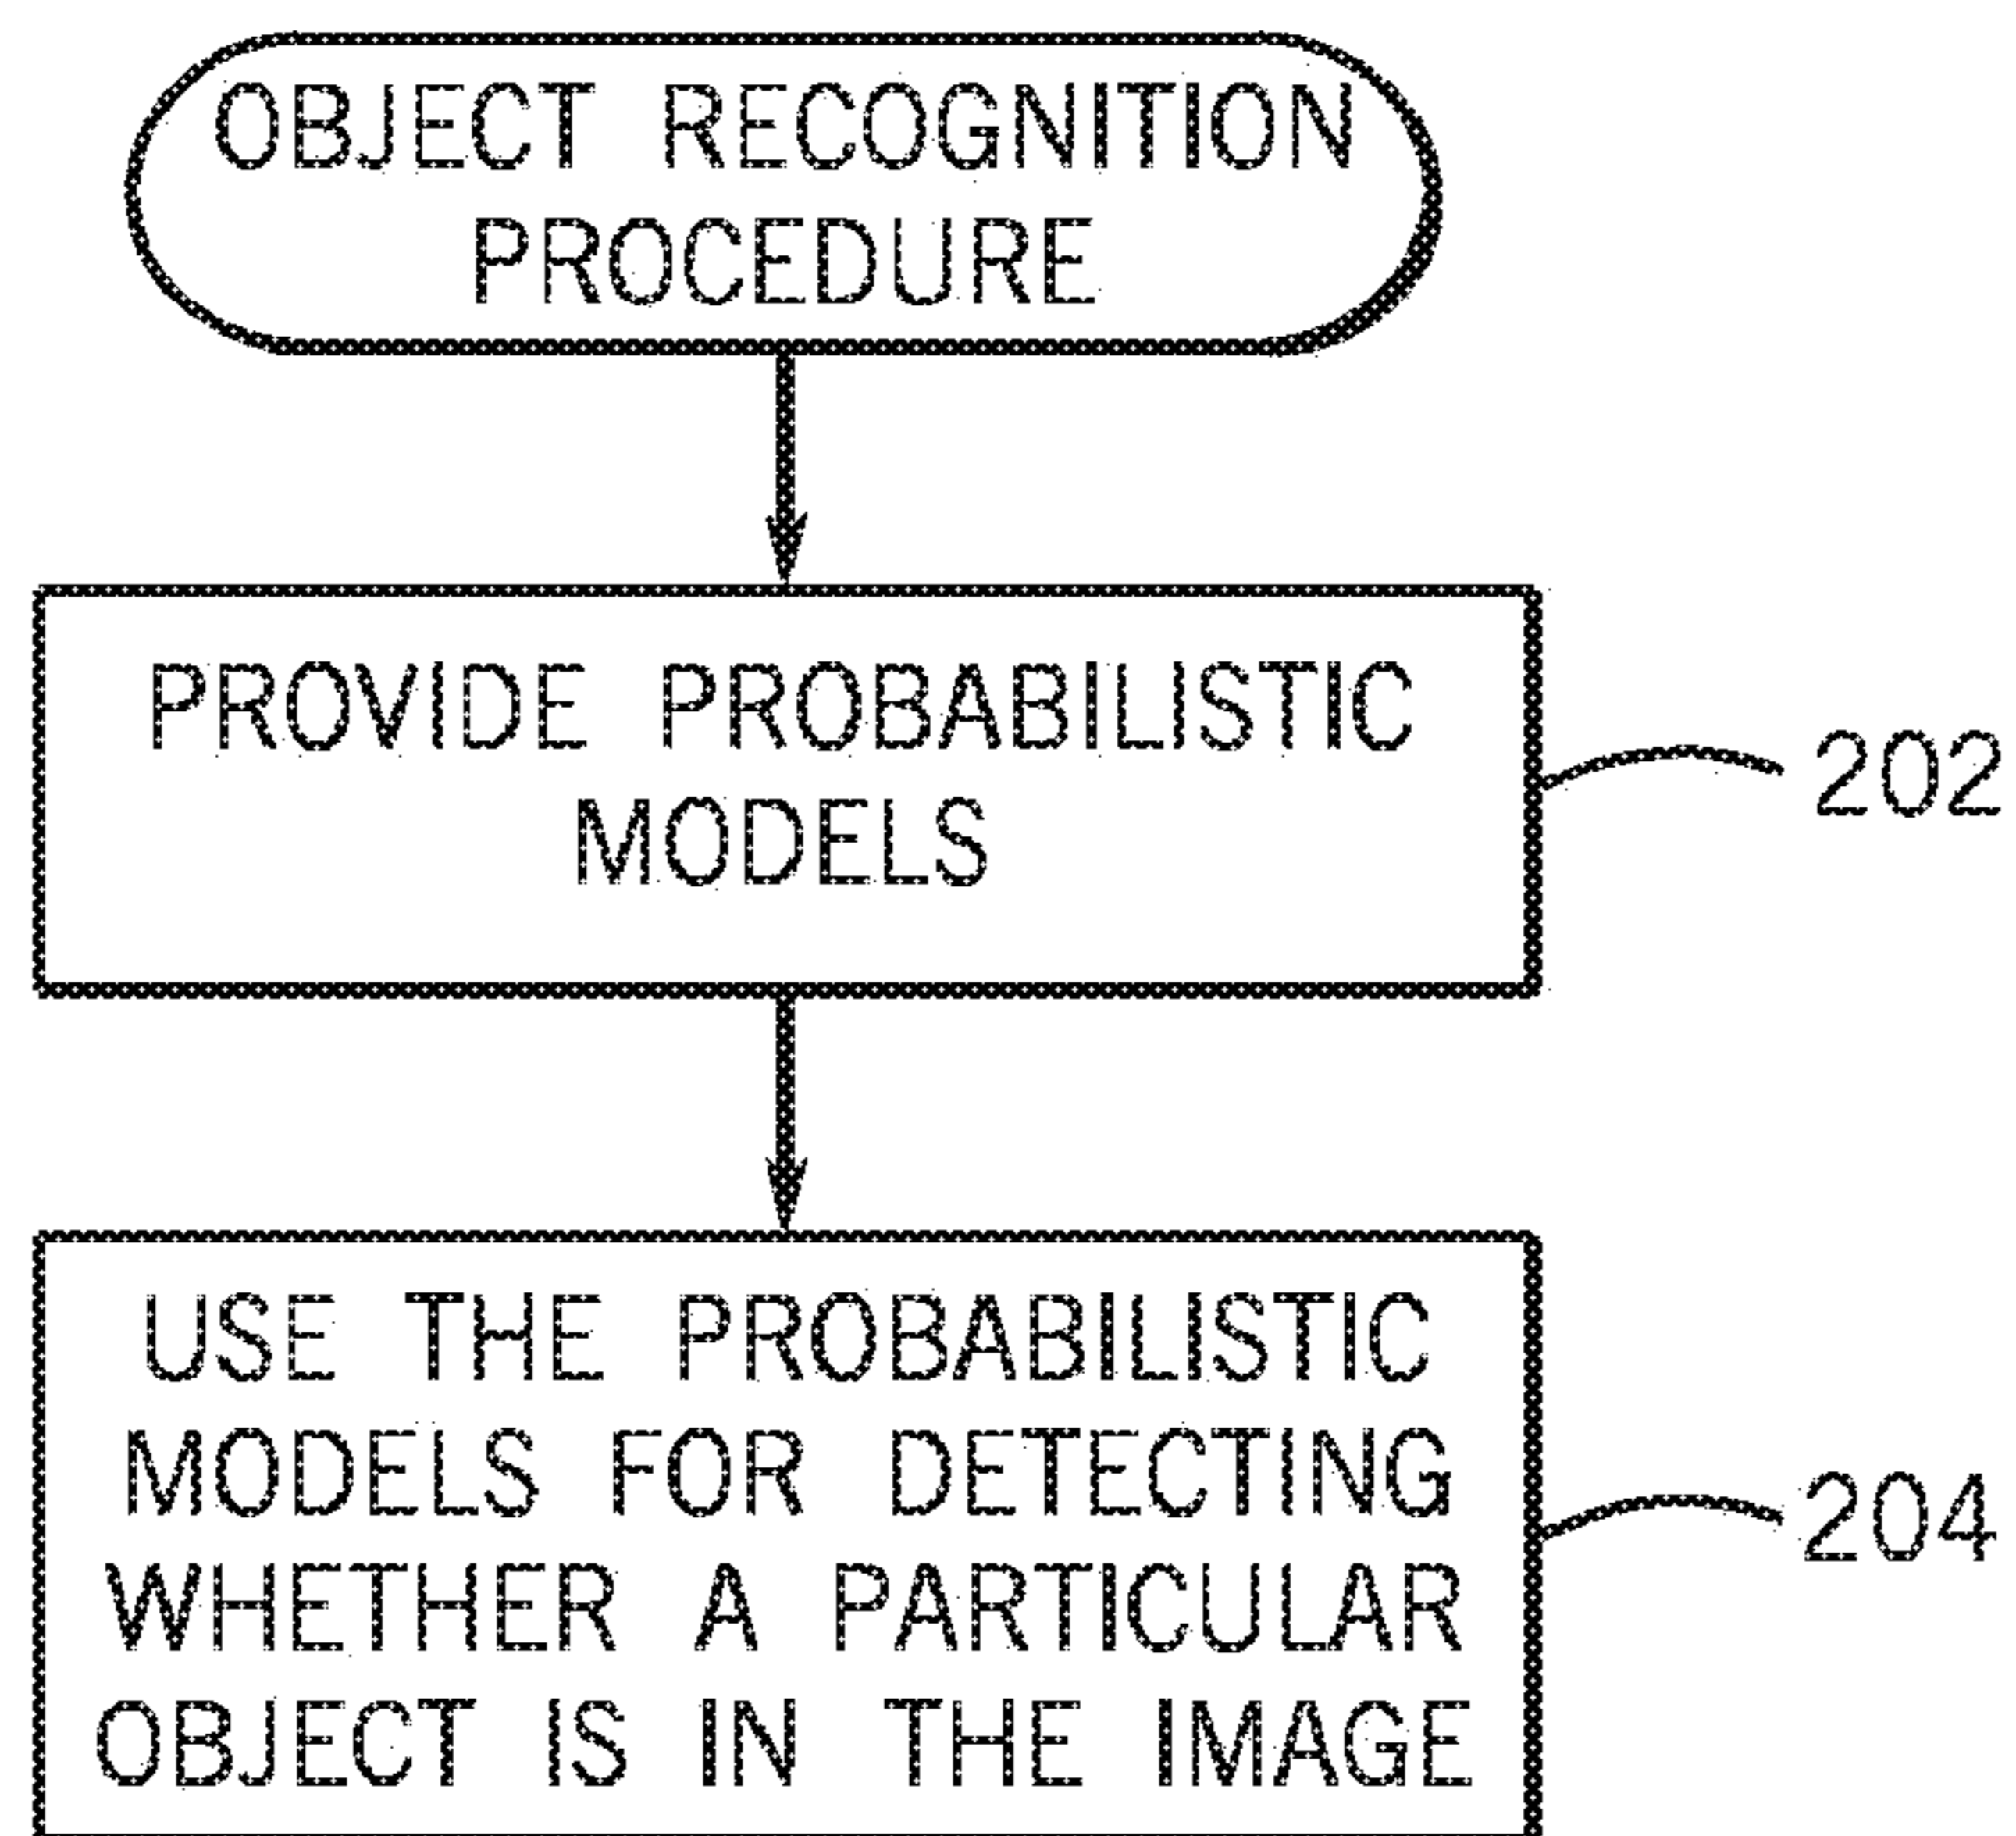 OBJECT RECOGNITION
PROCEDURE
PROVIDE PROBABILISTIC
MODELS
202
USE THE PROBABILISTIC
MODELS FOR DETECTING
WHETHER A PARTICULAR
OBJECT IS IN THE IMAGE
204